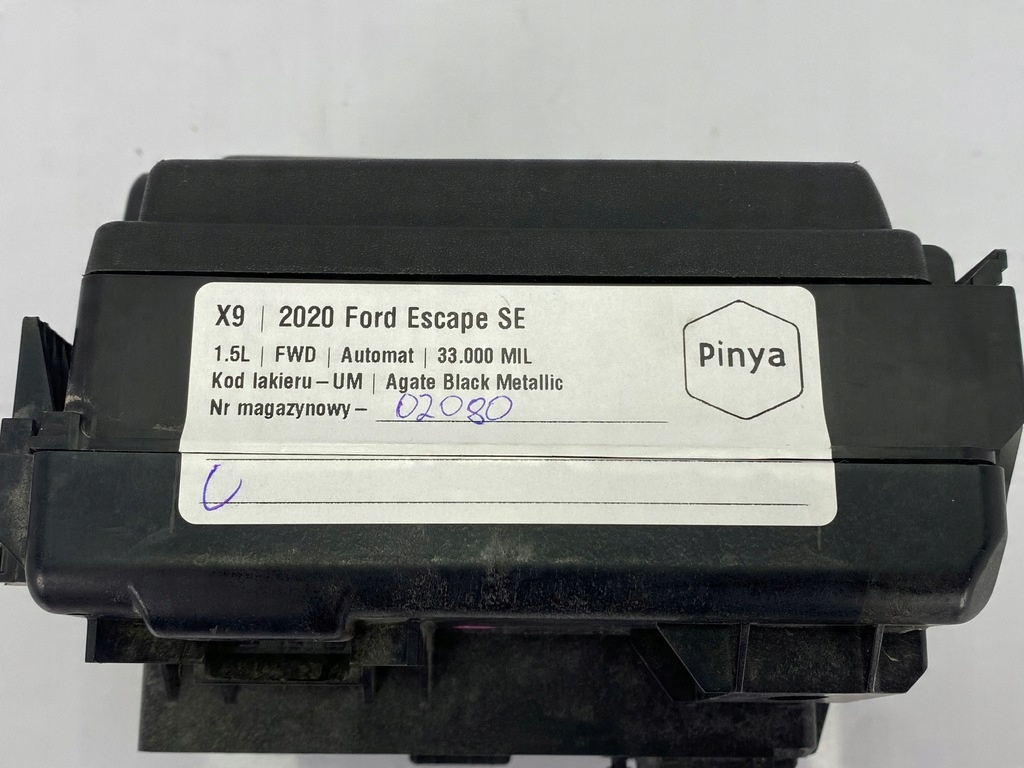 X9 | 2020 Ford Escape SE
1.5L | FWD | Automat | 33.000 MIL
Kod lakieru – UM | Agate Black Metallic
Nr magazynowy – 02080
U
Pinya